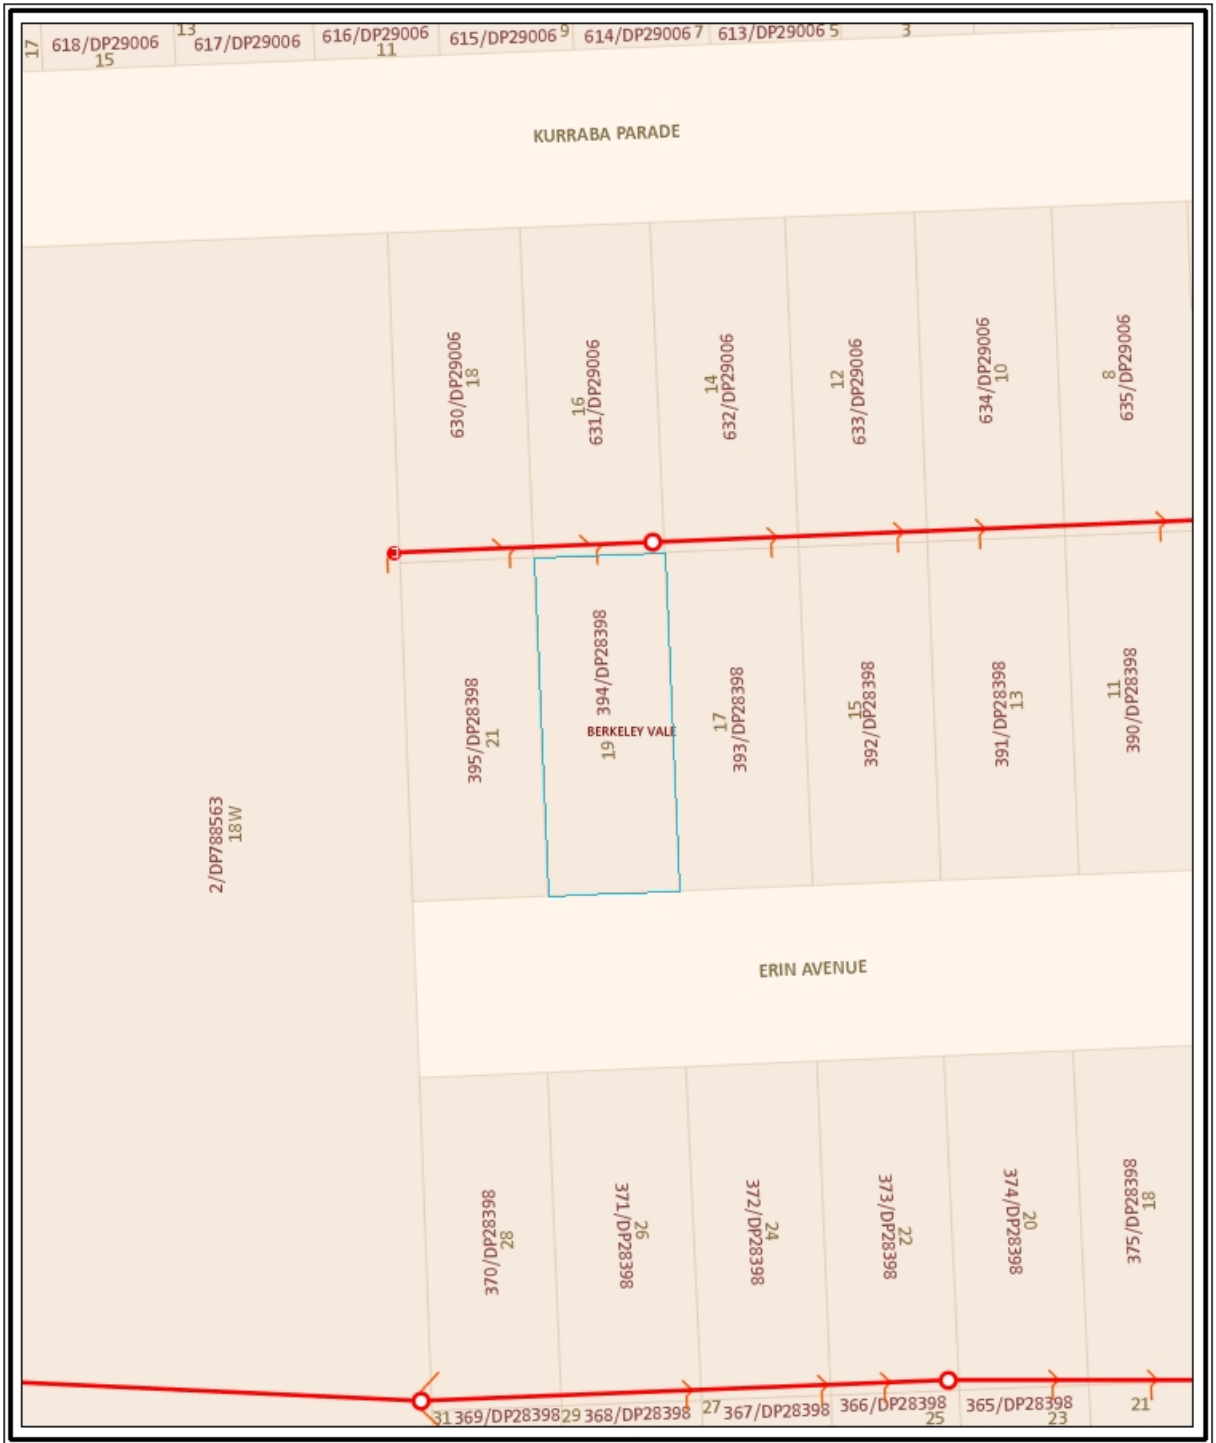 17
618/DP29006
15
13
617/DP29006
616/DP29006
11
615/DP29006
9
614/DP29006
7
613/DP29006
5
3
KURRABA PARADE
630/DP29006
18
16
631/DP29006
14
632/DP29006
12
633/DP29006
634/DP29006
10
8
635/DP29006
395/DP28398
21
394/DP28398
BERKELEY VALE
19
17
393/DP28398
15
392/DP28398
391/DP28398
13
11
390/DP28398
2/DP788563
18W
ERIN AVENUE
370/DP28398
28
371/DP28398
26
372/DP28398
24
373/DP28398
22
374/DP28398
20
375/DP28398
18
31
369/DP28398
29
368/DP28398
27
367/DP28398
366/DP28398
25
365/DP28398
23
21